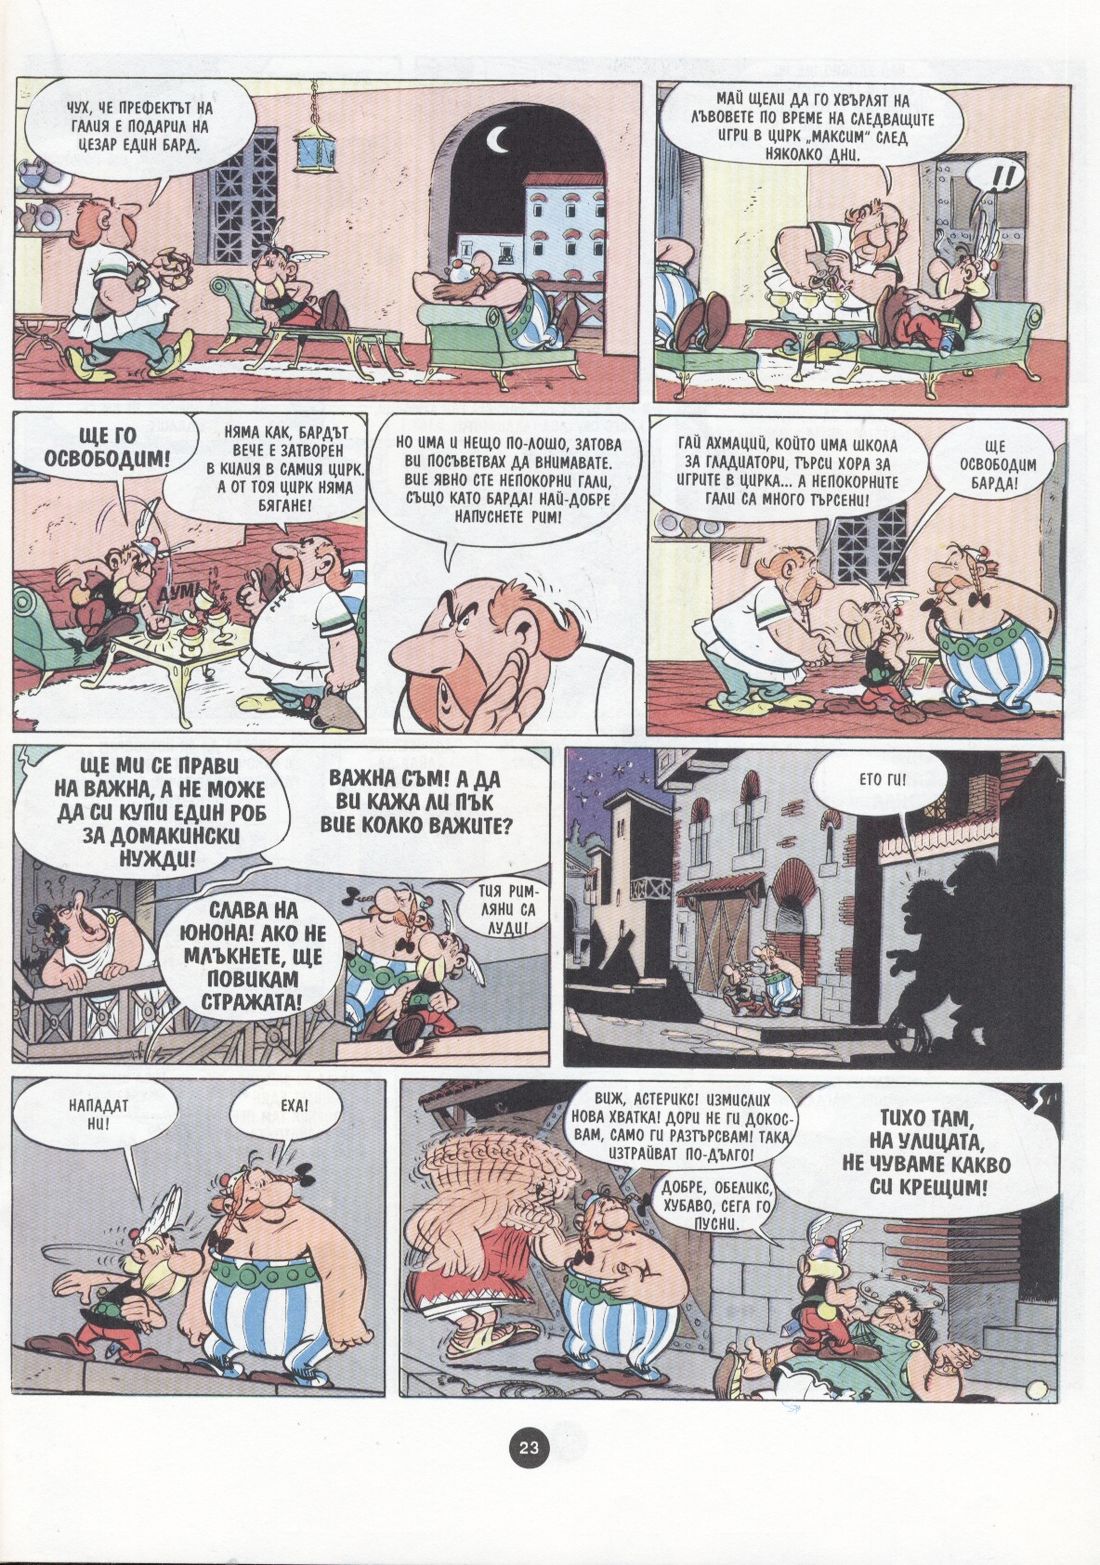 ЧУХ, ЧЕ ПРЕФЕКТЪТ НА
ГАЛИЯ Е ПОДАРИЛ НА
ЦЕЗАР ЕДИН БАРД.
МАЙ ЩЕЛИ ДА ГО ХВЪРЛЯТ НА
ЛЪВОВЕТЕ ПО ВРЕМЕ НА СЛЕДВАЩИТЕ
ИГРИ В ЦИРК „МАКСИМ“ СЛЕД
НЯКОЛКО ДНИ.
!!
ЩЕ ГО
ОСВОБОДИМ!
НЯМА КАК, БАРДЪТ
ВЕЧЕ Е ЗАТВОРЕН
В КИЛИЯ В САМИЯ ЦИРК.
А ОТ ТОЯ ЦИРК НЯМА
БЯГАНЕ!
ДУМ!
НО ИМА И НЕЩО ПО-ЛОШО, ЗАТОВА
ВИ ПОСЪВЕТВАХ ДА ВНИМАВАТЕ.
ВИЕ ЯВНО СТЕ НЕПОКОРНИ ГАЛИ,
СЪЩО КАТО БАРДА! НАЙ-ДОБРЕ
НАПУСНЕТЕ РИМ!
ГАЙ АХМАЦИЙ, КОЙТО ИМА ШКОЛА
ЗА ГЛАДИАТОРИ, ТЪРСИ ХОРА ЗА
ИГРИТЕ В ЦИРКА... А НЕПОКОРНИТЕ
ГАЛИ СА МНОГО ТЪРСЕНИ!
ЩЕ
ОСВОБОДИМ
БАРДА!
ЩЕ МИ СЕ ПРАВИ
НА ВАЖНА, А НЕ МОЖЕ
ДА СИ КУПИ ЕДИН РОБ
ЗА ДОМАКИНСКИ
НУЖДИ!
ВАЖНА СЪМ! А ДА
ВИ КАЖА ЛИ ПЪК
ВИЕ КОЛКО ВАЖИТЕ?
СЛАВА НА
ЮНОНА! АКО НЕ
МЛЪКНЕТЕ, ЩЕ
ПОВИКАМ
СТРАЖАТА!
ТИЯ РИМ-
ЛЯНИ СА
ЛУДИ!
ЕТО ГИ!
НАПАДАТ
НИ!
ЕХА!
ВИЖ, АСТЕРИКС! ИЗМИСЛИХ
НОВА ХВАТКА! ДОРИ НЕ ГИ ДОКОС-
ВАМ, САМО ГИ РАЗТЪРСВАМ! ТАКА
ИЗТРАЙВАТ ПО-ДЪЛГО!
ДОБРЕ, ОБЕЛИКС,
ХУБАВО, СЕГА ГО
ПУСНИ.
ТИХО ТАМ,
НА УЛИЦАТА,
НЕ ЧУВАМЕ КАКВО
СИ КРЕЩИМ!
23